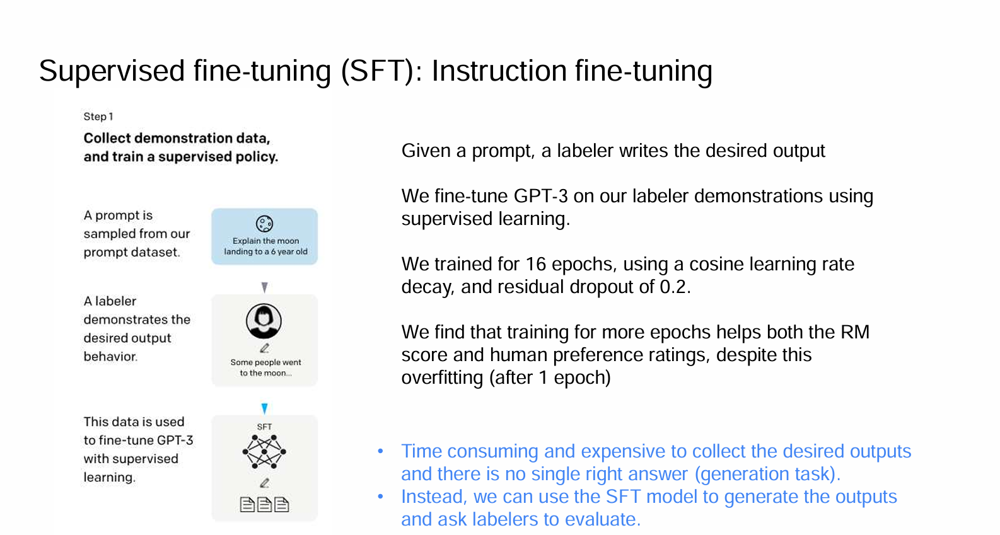 Supervised fine-tuning (SFT): Instruction fine-tuning
Step 1
Collect demonstration data,
and train a supervised policy.
A prompt is
sampled from our
prompt dataset.
Explain the moon
landing to a 6 year old
A labeler
demonstrates the
desired output
behavior.
Some people went
to the moon...
This data is used
to fine-tune GPT-3
with supervised
learning.
SFT
Given a prompt, a labeler writes the desired output
We fine-tune GPT-3 on our labeler demonstrations using
supervised learning.
We trained for 16 epochs, using a cosine learning rate
decay, and residual dropout of 0.2.
We find that training for more epochs helps both the RM
score and human preference ratings, despite this
overfitting (after 1 epoch)
• Time consuming and expensive to collect the desired outputs
and there is no single right answer (generation task).
• Instead, we can use the SFT model to generate the outputs
and ask labelers to evaluate.